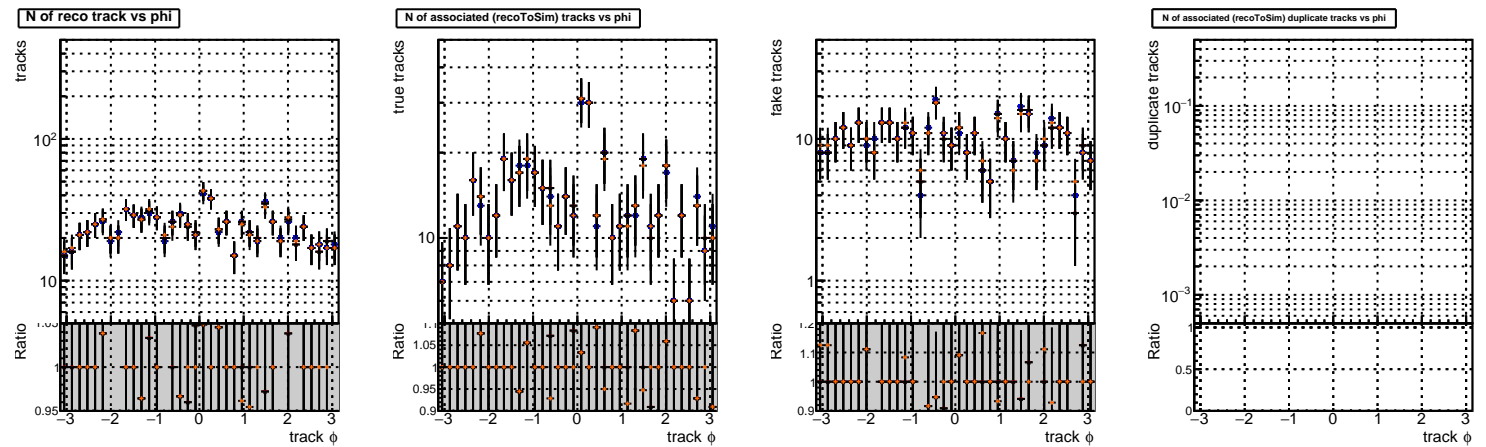 N of reco track vs phi
tracks
10²
10
Ratio
1.05
1
0.95
−3 −2 −1 0 1 2 3
track ϕ
N of associated (recoToSim) tracks vs phi
true tracks
10
Ratio
1.1
1.05
1
0.95
0.9
−3 −2 −1 0 1 2 3
track ϕ
fake tracks
10
1
Ratio
1.2
1.1
1
0.9
−3 −2 −1 0 1 2 3
track ϕ
N of associated (recoToSim) duplicate tracks vs phi
duplicate tracks
10⁻¹
10⁻²
10⁻³
Ratio
1
0.5
0
−3 −2 −1 0 1 2 3
track ϕ